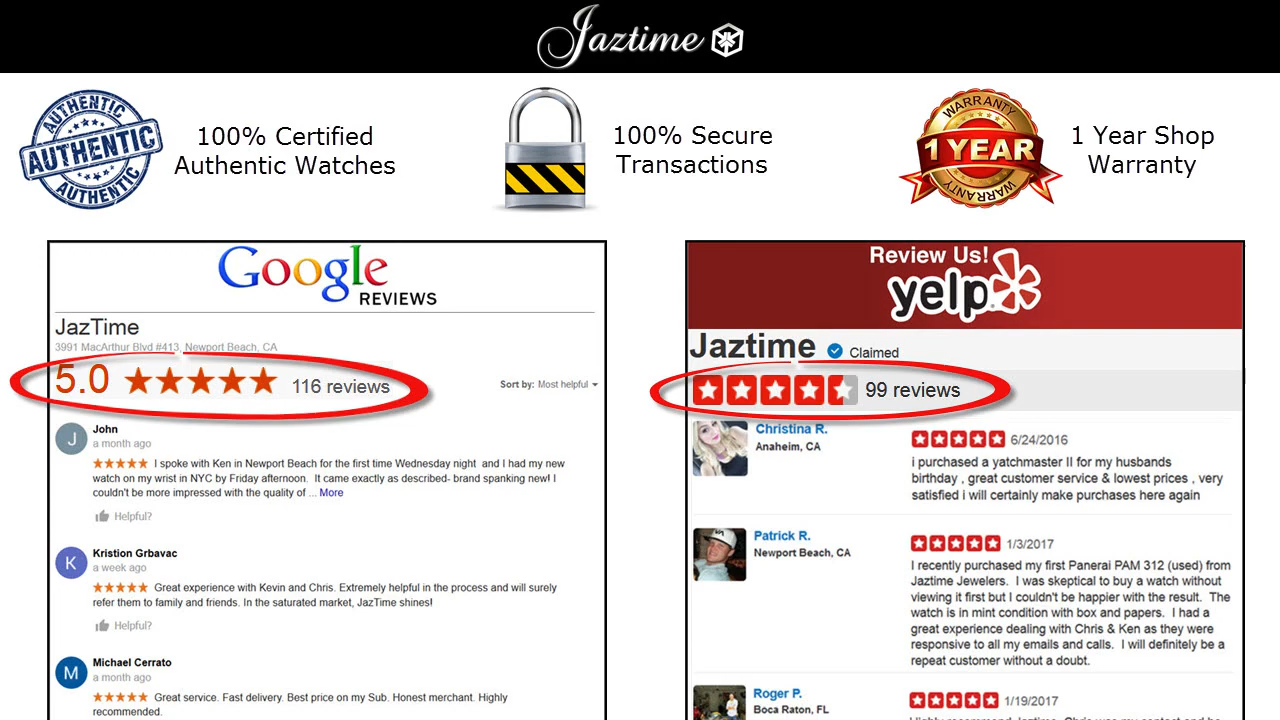 Jaztime
AUTHENTIC
AUTHENTIC
AUTHENTIC
100% Certified
Authentic Watches
100% Secure
Transactions
WARRANTY
1 YEAR
WARRANTY
1 Year Shop
Warranty
Google
REVIEWS
JazTime
3991 MacArthur Blvd #413, Newport Beach, CA
5.0 116 reviews
Sort by: Most helpful
J
John
a month ago
I spoke with Ken in Newport Beach for the first time Wednesday night and I had my new
watch on my wrist in NYC by Friday afternoon. It came exactly as described- brand spanking new! I
couldn't be more impressed with the quality of ... More
Helpful?
K
Kristion Grbavac
a week ago
Great experience with Kevin and Chris. Extremely helpful in the process and will surely
refer them to family and friends. In the saturated market, JazTime shines!
Helpful?
M
Michael Cerrato
a month ago
Great service. Fast delivery. Best price on my Sub. Honest merchant. Highly
recommended.
Review Us!
yelp
Jaztime Claimed
99 reviews
Christina R.
Anaheim, CA
6/24/2016
i purchased a yatchmaster II for my husbands
birthday , great customer service & lowest prices , very
satisfied i will certainly make purchases here again
Patrick R.
Newport Beach, CA
1/3/2017
I recently purchased my first Panerai PAM 312 (used) from
Jaztime Jewelers. I was skeptical to buy a watch without
viewing it first but I couldn't be happier with the result. The
watch is in mint condition with box and papers. I had a
great experience dealing with Chris & Ken as they were
responsive to all my emails and calls. I will definitely be a
repeat customer without a doubt.
Roger P.
Boca Raton, FL
1/19/2017